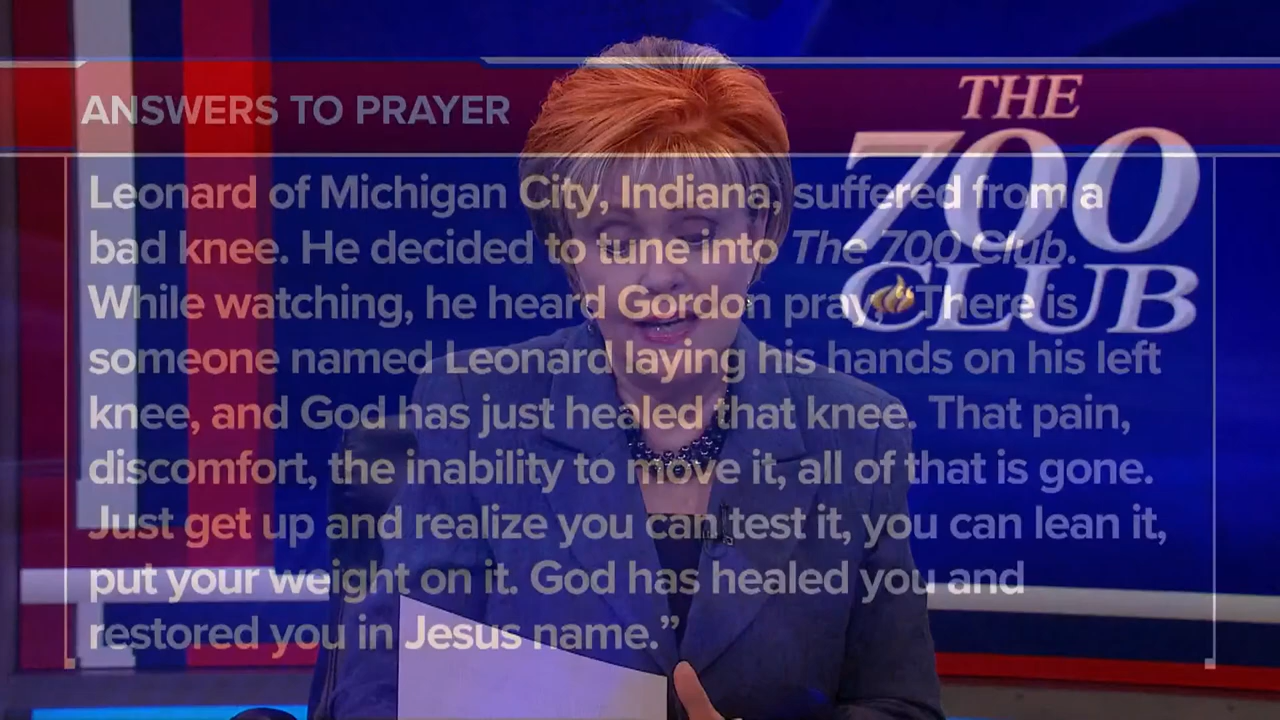 ANSWERS TO PRAYER
THE
700
CLUB
Leonard of Michigan City, Indiana, suffered from a
bad knee. He decided to tune into The 700 Club.
While watching, he heard Gordon pray “There is
someone named Leonard laying his hands on his left
knee, and God has just healed that knee. That pain,
discomfort, the inability to move it, all of that is gone.
Just get up and realize you can test it, you can lean it,
put your weight on it. God has healed you and
restored you in Jesus name.”